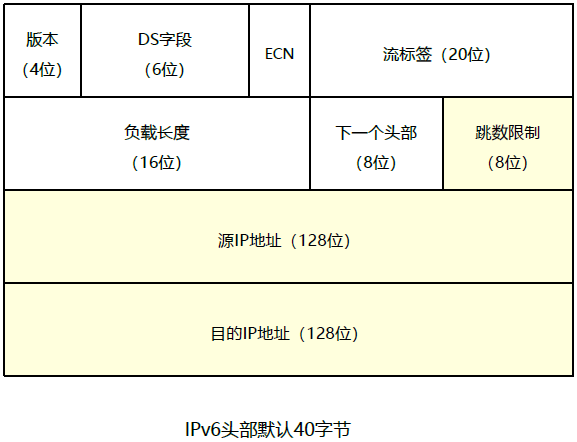 版本
（4位）
DS字段
（6位）
ECN
流标签（20位）
负载长度
（16位）
下一个头部
（8位）
跳数限制
（8位）
源IP地址（128位）
目的IP地址（128位）
IPv6头部默认40字节